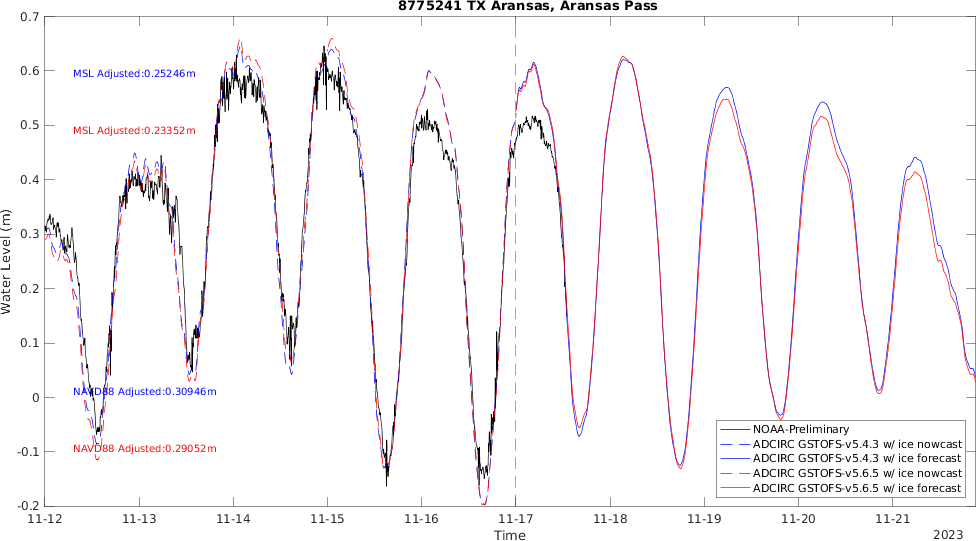 8775241 TX Aransas, Aransas Pass
0.7
0.6
0.5
0.4
0.3
0.2
0.1
0
-0.1
-0.2
Water Level (m)
MSL Adjusted:0.25246m
MSL Adjusted:0.23352m
NAVD88 Adjusted:0.30946m
NAVD88 Adjusted:0.29052m
NOAA-Preliminary
ADCIRC GSTOFS-v5.4.3 w/ ice nowcast
ADCIRC GSTOFS-v5.4.3 w/ ice forecast
ADCIRC GSTOFS-v5.6.5 w/ ice nowcast
ADCIRC GSTOFS-v5.6.5 w/ ice forecast
11-12 11-13 11-14 11-15 11-16 11-17 11-18 11-19 11-20 11-21
Time
2023